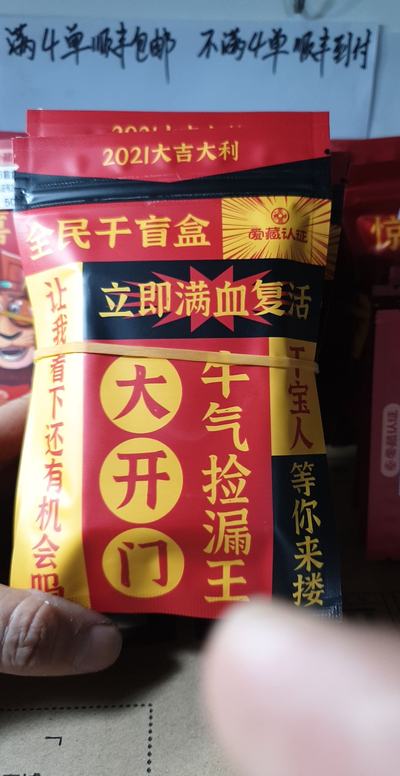 满4单顺丰包邮 不满4单顺丰到付
2021大吉大利
全民干盲盒
爱藏认证
立即满血复活
让我看下还有机会吗
大开门
牛气捡漏王
干宝人
等你来搂
惊